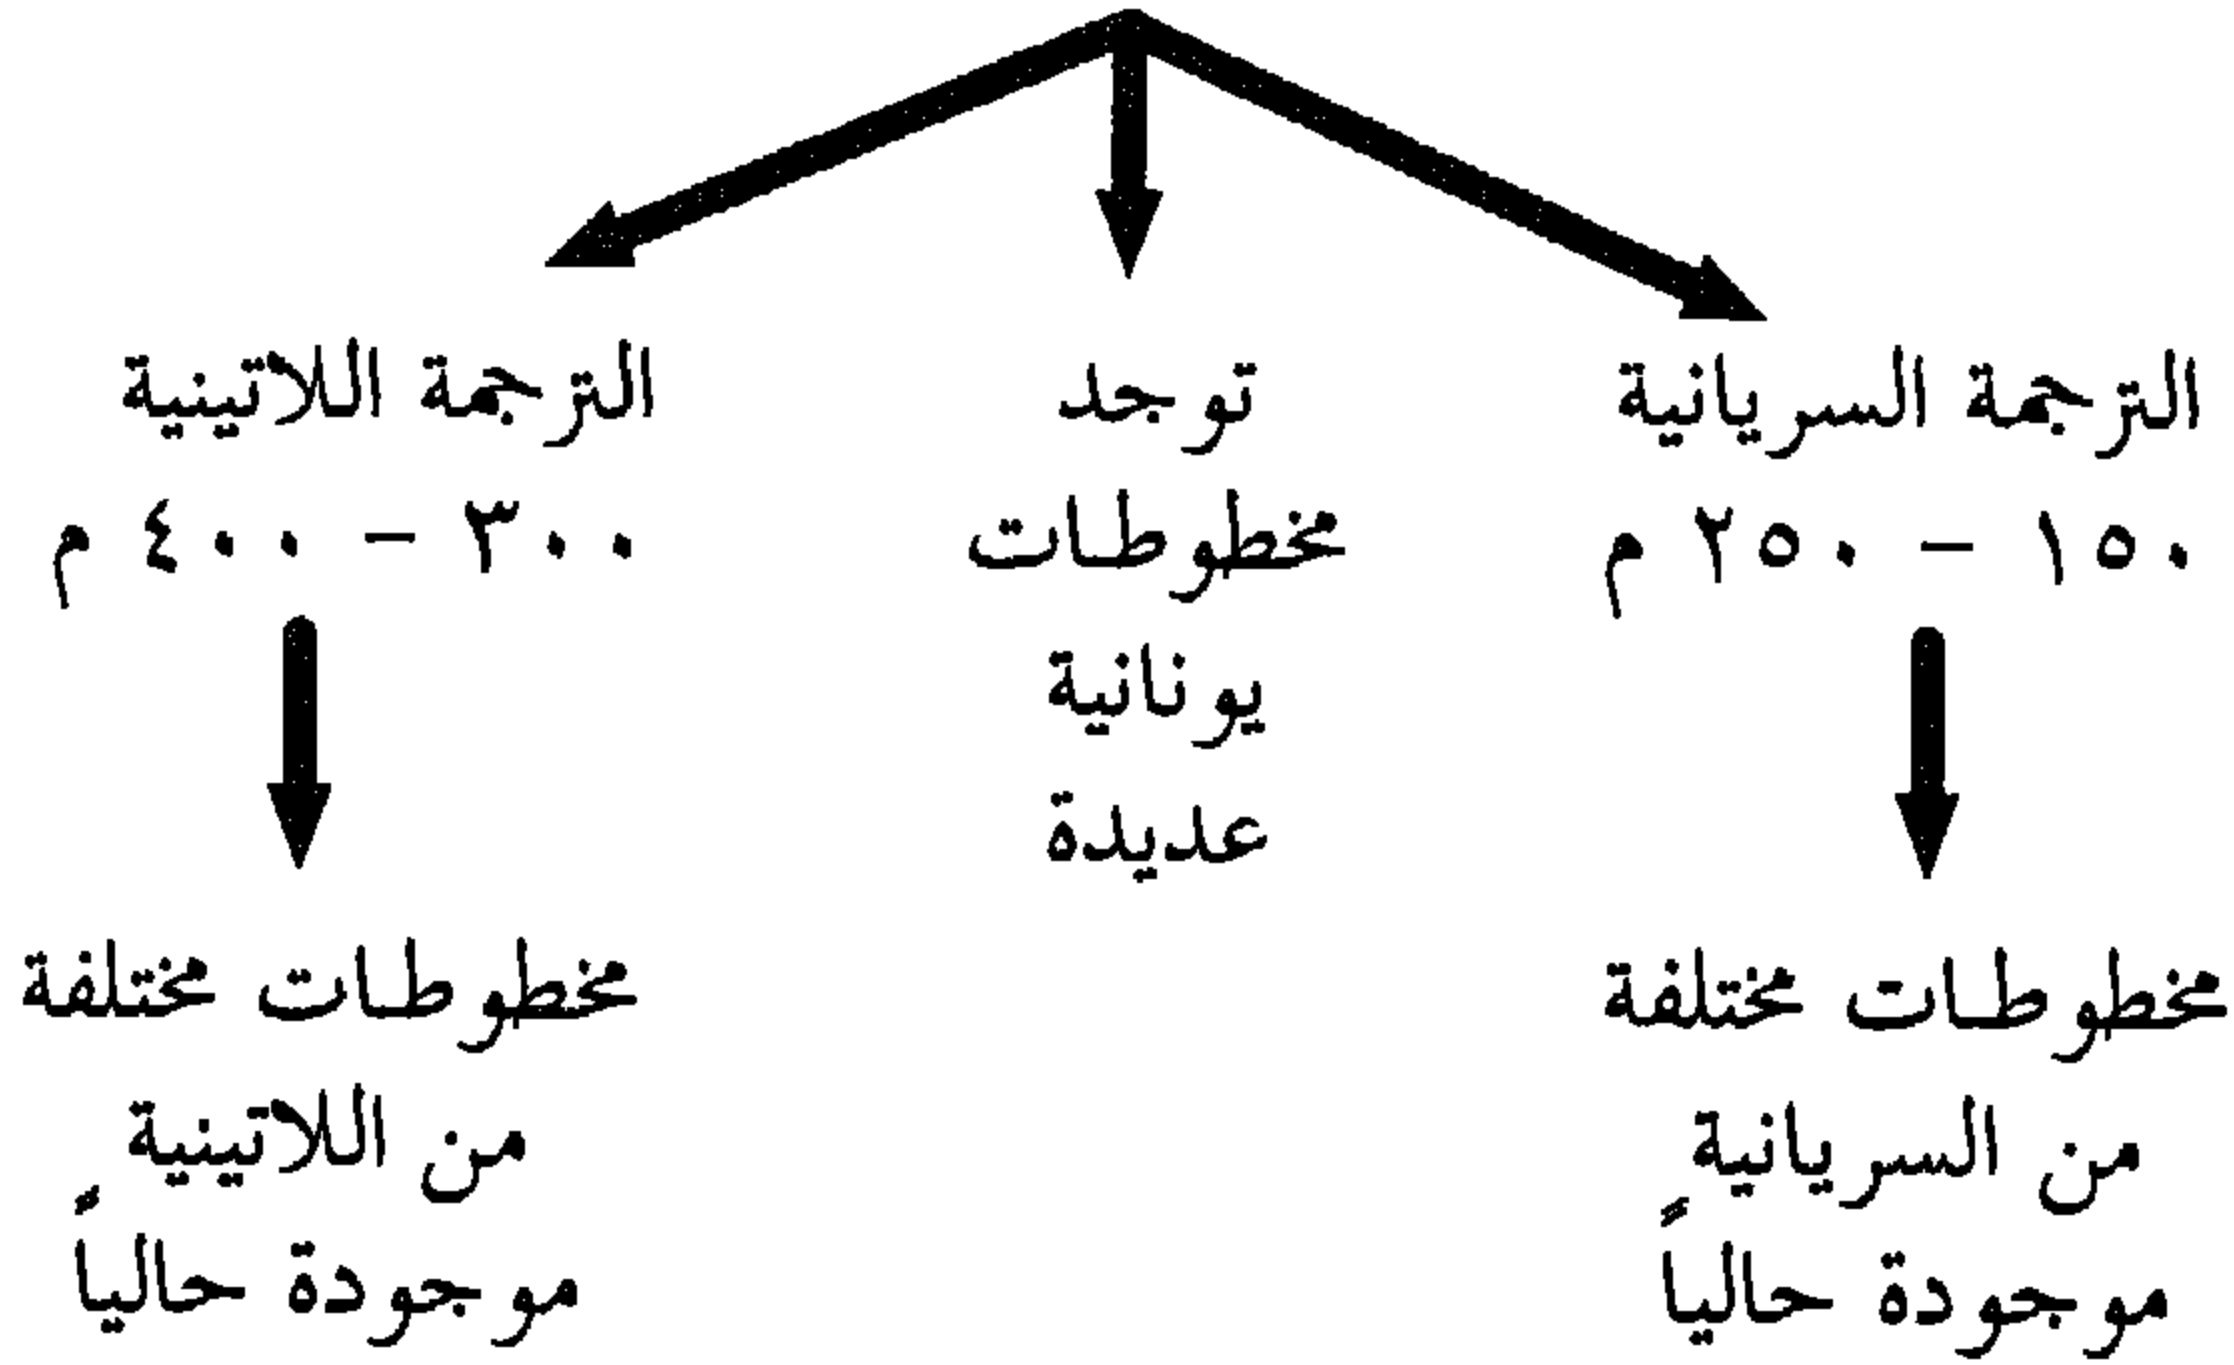 الترجمة السريانية
١٥٠ – ٢٥٠ م
مخطوطات مختلفة
من السريانية
موجودة حالياً
توجد
مخطوطات
يونانية
عديدة
الترجمة اللاتينية
٣٠٠ – ٤٠٠ م
مخطوطات مختلفة
من اللاتينية
موجودة حالياً